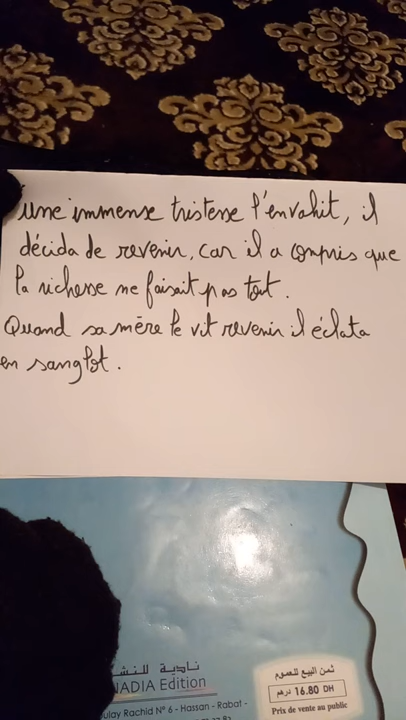 une immense tristesse l'envahit, il
décida de revenir, car il a compris que
la richesse ne faisait pas tout.
Quand sa mère le vit revenir il éclata
en sanglot.
نادية للنش
NADIA Edition
ulay Rachid N° 6 - Hassan - Rabat -
ثمن البيع للعموم
16.80 DH درهم
Prix de vente au public